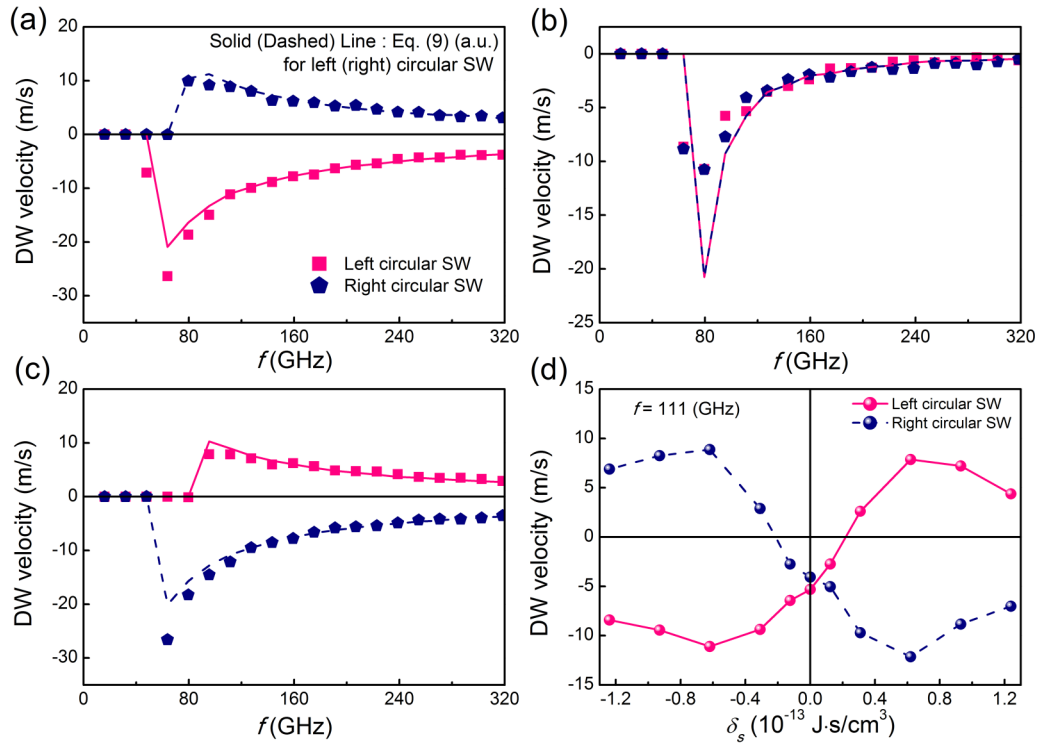 (a)
20
10
0
-10
-20
-30
DW velocity (m/s)
Solid (Dashed) Line : Eq. (9) (a.u.)
for left (right) circular SW
Left circular SW
Right circular SW
0 80 160 240 320
f (GHz)
(b)
0
-5
-10
-15
-20
-25
DW velocity (m/s)
0 80 160 240 320
f (GHz)
(c)
20
10
0
-10
-20
-30
DW velocity (m/s)
0 80 160 240 320
f (GHz)
(d)
15
10
5
0
-5
-10
-15
DW velocity (m/s)
f = 111 (GHz)
Left circular SW
Right circular SW
-1.2 -0.8 -0.4 0.0 0.4 0.8 1.2
δs (10-13 J·s/cm3)